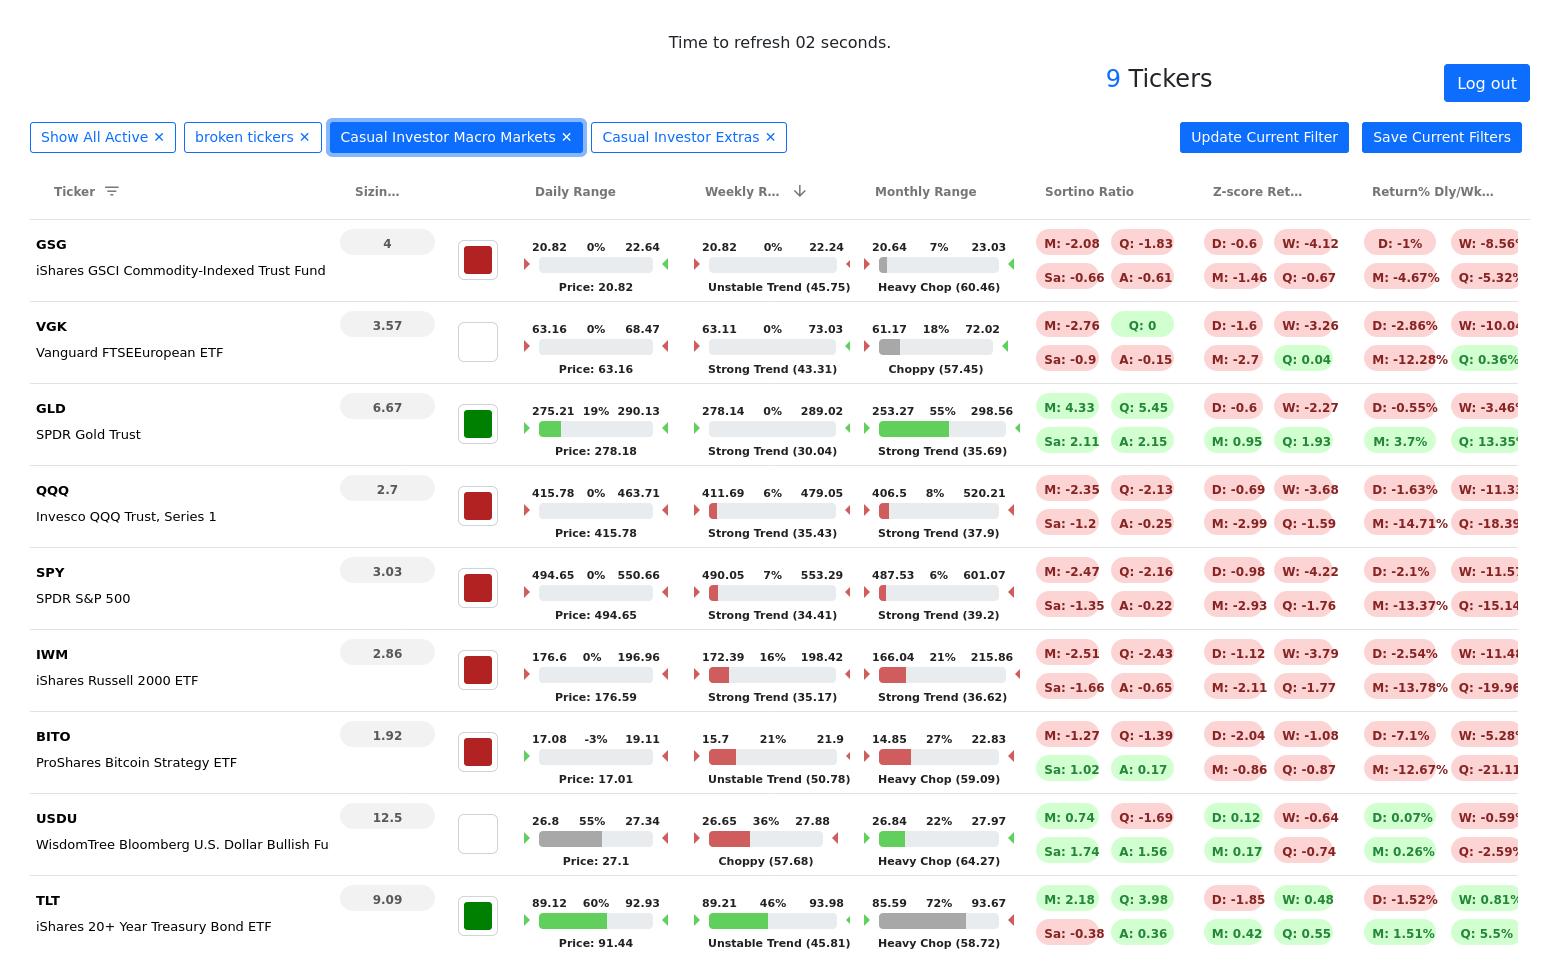 Time to refresh 02 seconds.
9 Tickers
Log out
Show All Active ✕ broken tickers ✕ Casual Investor Macro Markets ✕ Casual Investor Extras ✕ Update Current Filter Save Current Filters
Ticker Sizin... Daily Range Weekly R... Monthly Range Sortino Ratio Z-score Ret... Return% Dly/Wk...
GSG 4 20.82 0% 22.64 20.82 0% 22.24 20.64 7% 23.03 M: -2.08 Q: -1.83 D: -0.6 W: -4.12 D: -1% W: -8.56%
iShares GSCI Commodity-Indexed Trust Fund Sa: -0.66 A: -0.61 M: -1.46 Q: -0.67 M: -4.67% Q: -5.32%
Price: 20.82 Unstable Trend (45.75) Heavy Chop (60.46)
VGK 3.57 63.16 0% 68.47 63.11 0% 73.03 61.17 18% 72.02 M: -2.76 Q: 0 D: -1.6 W: -3.26 D: -2.86% W: -10.04
Vanguard FTSEEuropean ETF Sa: -0.9 A: -0.15 M: -2.7 Q: 0.04 M: -12.28% Q: 0.36%
Price: 63.16 Strong Trend (43.31) Choppy (57.45)
GLD 6.67 275.21 19% 290.13 278.14 0% 289.02 253.27 55% 298.56 M: 4.33 Q: 5.45 D: -0.6 W: -2.27 D: -0.55% W: -3.46%
SPDR Gold Trust Sa: 2.11 A: 2.15 M: 0.95 Q: 1.93 M: 3.7% Q: 13.35%
Price: 278.18 Strong Trend (30.04) Strong Trend (35.69)
QQQ 2.7 415.78 0% 463.71 411.69 6% 479.05 406.5 8% 520.21 M: -2.35 Q: -2.13 D: -0.69 W: -3.68 D: -1.63% W: -11.33
Invesco QQQ Trust, Series 1 Sa: -1.2 A: -0.25 M: -2.99 Q: -1.59 M: -14.71% Q: -18.39
Price: 415.78 Strong Trend (35.43) Strong Trend (37.9)
SPY 3.03 494.65 0% 550.66 490.05 7% 553.29 487.53 6% 601.07 M: -2.47 Q: -2.16 D: -0.98 W: -4.22 D: -2.1% W: -11.57
SPDR S&P 500 Sa: -1.35 A: -0.22 M: -2.93 Q: -1.76 M: -13.37% Q: -15.14
Price: 494.65 Strong Trend (34.41) Strong Trend (39.2)
IWM 2.86 176.6 0% 196.96 172.39 16% 198.42 166.04 21% 215.86 M: -2.51 Q: -2.43 D: -1.12 W: -3.79 D: -2.54% W: -11.48
iShares Russell 2000 ETF Sa: -1.66 A: -0.65 M: -2.11 Q: -1.77 M: -13.78% Q: -19.96
Price: 176.59 Strong Trend (35.17) Strong Trend (36.62)
BITO 1.92 17.08 -3% 19.11 15.7 21% 21.9 14.85 27% 22.83 M: -1.27 Q: -1.39 D: -2.04 W: -1.08 D: -7.1% W: -5.28%
ProShares Bitcoin Strategy ETF Sa: 1.02 A: 0.17 M: -0.86 Q: -0.87 M: -12.67% Q: -21.11
Price: 17.01 Unstable Trend (50.78) Heavy Chop (59.09)
USDU 12.5 26.8 55% 27.34 26.65 36% 27.88 26.84 22% 27.97 M: 0.74 Q: -1.69 D: 0.12 W: -0.64 D: 0.07% W: -0.59%
WisdomTree Bloomberg U.S. Dollar Bullish Fu Sa: 1.74 A: 1.56 M: 0.17 Q: -0.74 M: 0.26% Q: -2.59%
Price: 27.1 Choppy (57.68) Heavy Chop (64.27)
TLT 9.09 89.12 60% 92.93 89.21 46% 93.98 85.59 72% 93.67 M: 2.18 Q: 3.98 D: -1.85 W: 0.48 D: -1.52% W: 0.81%
iShares 20+ Year Treasury Bond ETF Sa: -0.38 A: 0.36 M: 0.42 Q: 0.55 M: 1.51% Q: 5.5%
Price: 91.44 Unstable Trend (45.81) Heavy Chop (58.72)